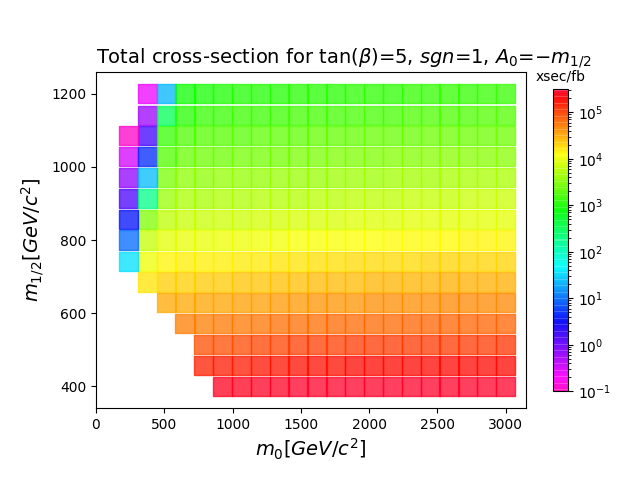 Total cross-section for tan(β)=5, sgn=1, A₀=−m₁/₂
xsec/fb
1200
1000
800
600
400
m₁/₂[GeV/c²]
0 500 1000 1500 2000 2500 3000
m₀[GeV/c²]
10⁵
10⁴
10³
10²
10¹
10⁰
10⁻¹